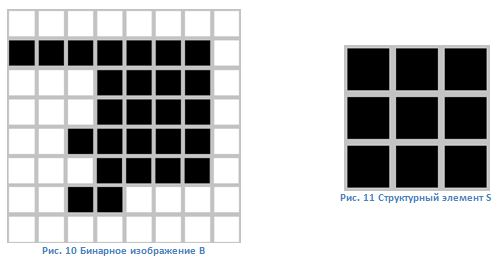 Рис. 10 Бинарное изображение B
Рис. 11 Структурный элемент S